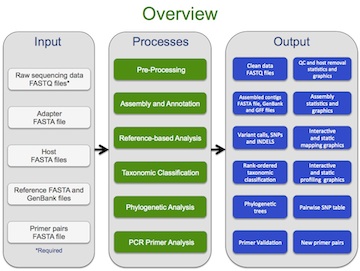 Overview
Input
Raw sequencing data
FASTQ files*
Adapter
FASTA file
Host
FASTA files
Reference FASTA and
GenBank files
Primer pairs
FASTA file
*Required
Processes
Pre-Processing
Assembly and Annotation
Reference-based Analysis
Taxonomic Classification
Phylogenetic Analysis
PCR Primer Analysis
Output
Clean data
FASTQ files
QC and host removal
statistics and
graphics
Assembled contigs
FASTA file, GenBank
and GFF files
Assembly
statistics and
graphics
Variant calls, SNPs
and INDELS
Interactive
and static
mapping graphics
Rank-ordered
taxonomic
classification
Interactive
and static
profiling graphics
Phylogenetic
trees
Pairwise SNP table
Primer Validation
New primer pairs